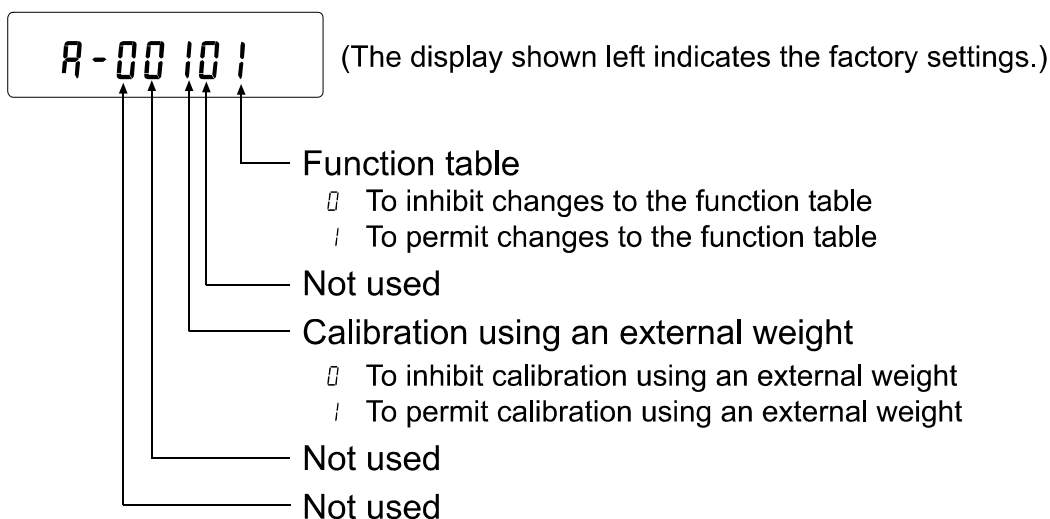 A-00101 (The display shown left indicates the factory settings.)
Function table
0 To inhibit changes to the function table
1 To permit changes to the function table
Not used
Calibration using an external weight
0 To inhibit calibration using an external weight
1 To permit calibration using an external weight
Not used
Not used